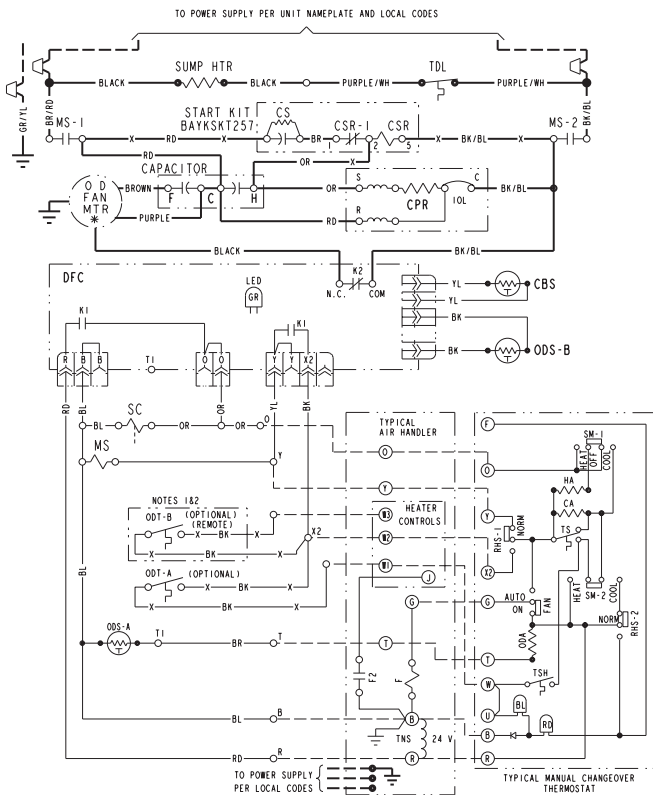 TO POWER SUPPLY PER UNIT NAMEPLATE AND LOCAL CODES
SUMP HTR
TDL
BLACK
BLACK
PURPLE/WH
PURPLE/WH
GR/YL
BR/RD
BK/BL
START KIT
BAYKSKT257
CS
CSR-1
CSR
MS-1
MS-2
X
RD
X
BR
1
2
5
X
BK/BL
X
RD
OR
X
CAPACITOR
O D
FAN
MTR
*
BROWN
F
C
H
OR
S
C
CPR
IOL
BK/BL
PURPLE
RD
R
BLACK
BK/BL
DFC
LED
GR
K2
N.C.
COM
YL
YL
CBS
BK
BK
ODS-B
K1
K1
R
B
B
T1
O
O
Y
Y
X2
RD
BL
OR
YL
BK
SC
BL
OR
OR
O
MS
Y
TYPICAL
AIR HANDLER
F
SM-1
HEAT
OFF
COOL
O
O
HA
CA
Y
Y
NOTES 1&2
ODT-B
(OPTIONAL)
(REMOTE)
X
BK
X
X
BK
X
W3
HEATER
CONTROLS
W2
W1
J
X2
NORM
RHS-1
TS
X2
ODT-A
(OPTIONAL)
X
BK
X
HEAT
SM-2
COOL
G
G
AUTO
ON
FAN
NORM
RHS-2
BL
ODS-A
T1
BR
T
T
ODA
T
F2
F
TSH
W
BL
U
RD
BL
B
B
B
TNS
24 V
RD
R
R
R
TO POWER SUPPLY
PER LOCAL CODES
TYPICAL MANUAL CHANGEOVER
THERMOSTAT